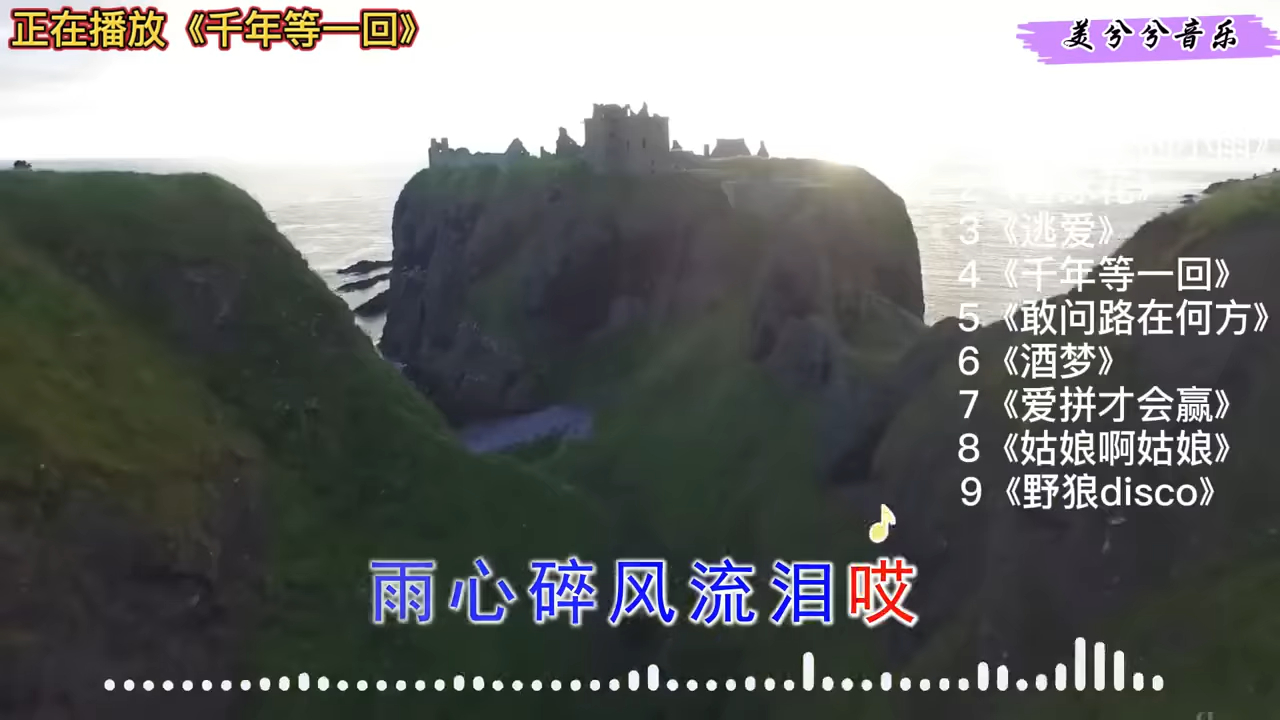 正在播放《千年等一回》
美兮兮音乐
3 《逃爱》
4 《千年等一回》
5 《敢问路在何方》
6 《酒梦》
7 《爱拼才会赢》
8 《姑娘啊姑娘》
9 《野狼disco》
雨心碎风流泪哎